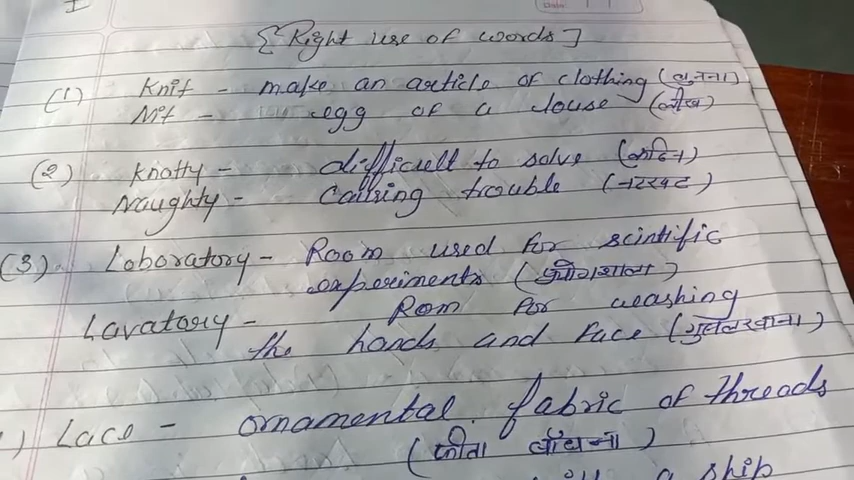 {Right use of words]
(1) Knit - make an article of clothing (बुनना)
Nit - egg of a louse (लीख)
(2) Knotty - difficult to solve (कठिन)
Naughty - Causing trouble (नटखट)
(3) Loboratory - Room used for scintific
experiments (प्रयोगशाला)
Lavatory - Rom for washing
the hands and face (गुसलखाना)
) Lace - ornamental fabric of threads
(फीता बाँधना)
a ship